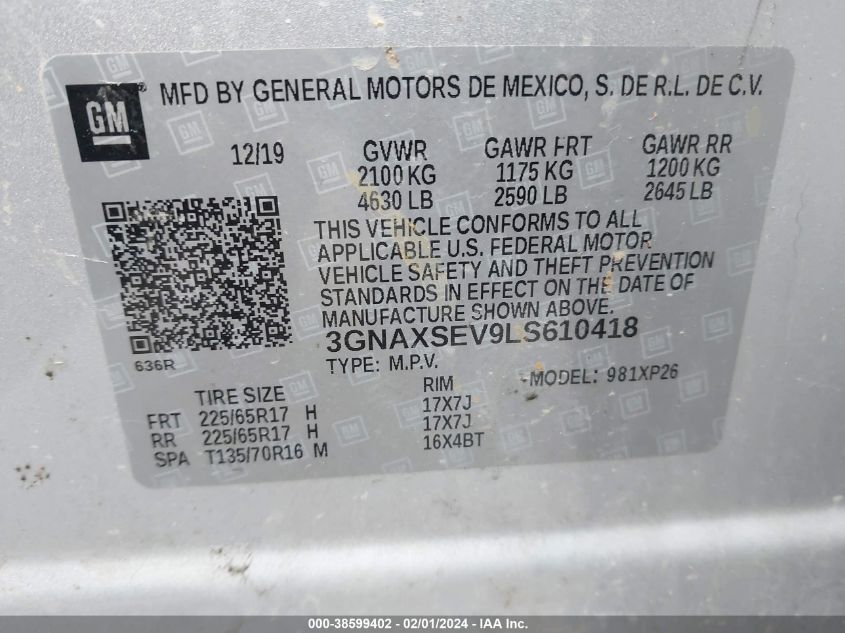 GM
MFD BY GENERAL MOTORS DE MEXICO, S. DE R.L. DE C.V.
12/19 GVWR GAWR FRT GAWR RR
2100 KG 1175 KG 1200 KG
4630 LB 2590 LB 2645 LB
THIS VEHICLE CONFORMS TO ALL
APPLICABLE U.S. FEDERAL MOTOR
VEHICLE SAFETY AND THEFT PREVENTION
STANDARDS IN EFFECT ON THE DATE OF
MANUFACTURE SHOWN ABOVE.
3GNAXSEV9LS610418
636R
TYPE: M.P.V. MODEL: 981XP26
TIRE SIZE RIM
FRT 225/65R17 H 17X7J
RR 225/65R17 H 17X7J
SPA T135/70R16 M 16X4BT
000-38599402 - 02/01/2024 - IAA Inc.